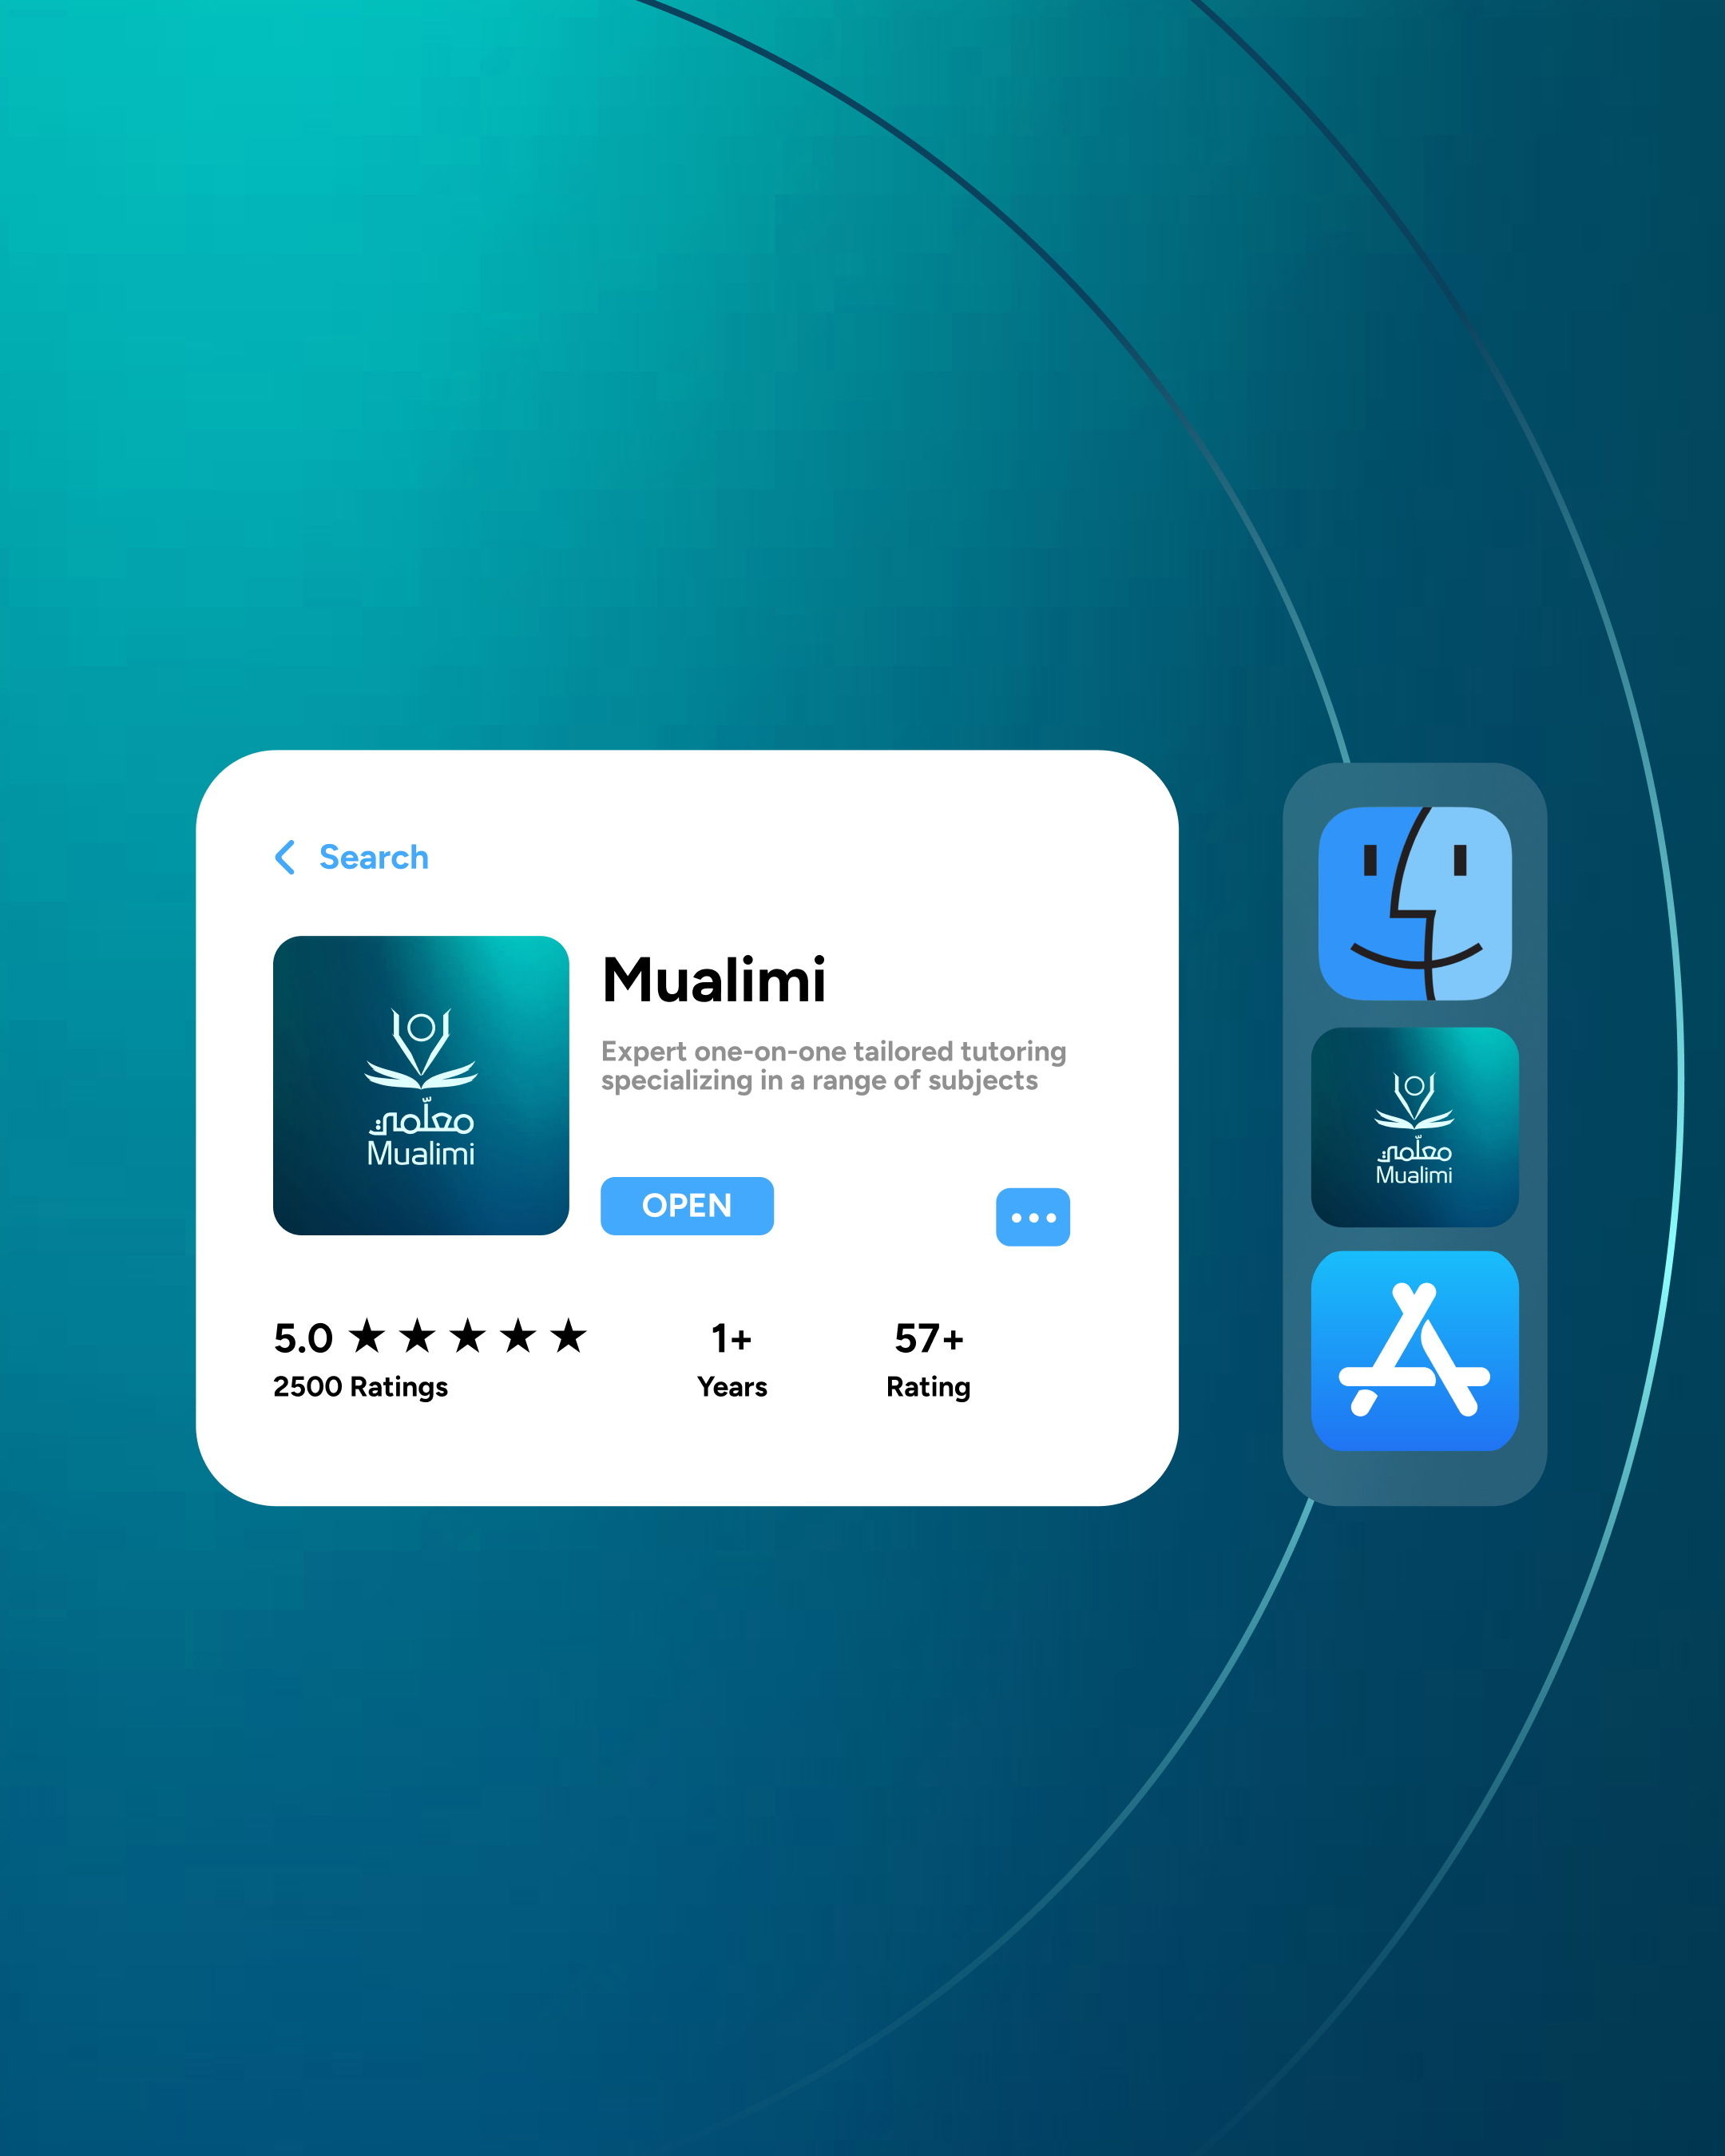 Search
معلّمي
Mualimi
Mualimi
Expert one-on-one tailored tutoring
specializing in a range of subjects
OPEN
5.0 ★ ★ ★ ★ ★
2500 Ratings
1+
Years
57+
Rating
معلّمي
Mualimi